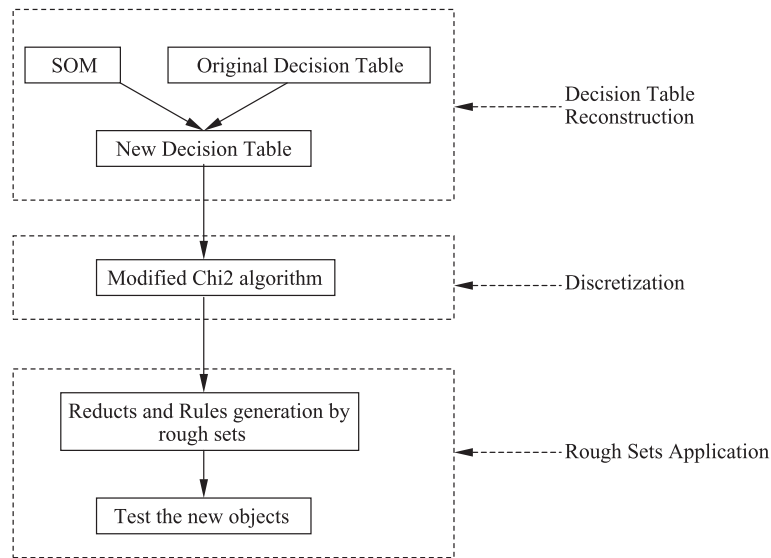 SOM
Original Decision Table
New Decision Table
Decision Table
Reconstruction
Modified Chi2 algorithm
Discretization
Reducts and Rules generation by
rough sets
Rough Sets Application
Test the new objects